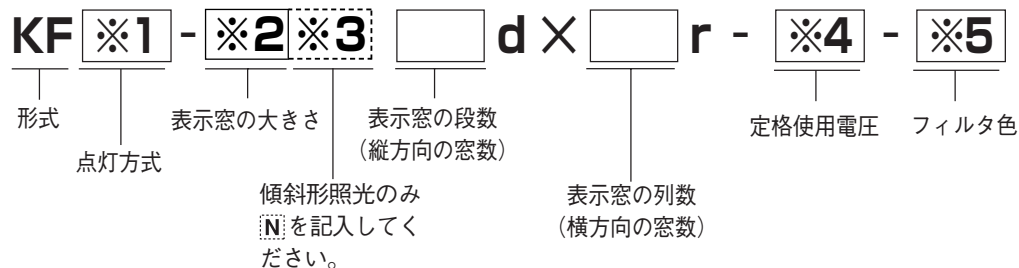 KF ※1 - ※2 ※3 d × r - ※4 - ※5
形式
表示窓の大きさ
表示窓の段数
(縦方向の窓数)
定格使用電圧
フィルタ色
点灯方式
傾斜形照光のみ
Nを記入してく
ださい。
表示窓の列数
(横方向の窓数)